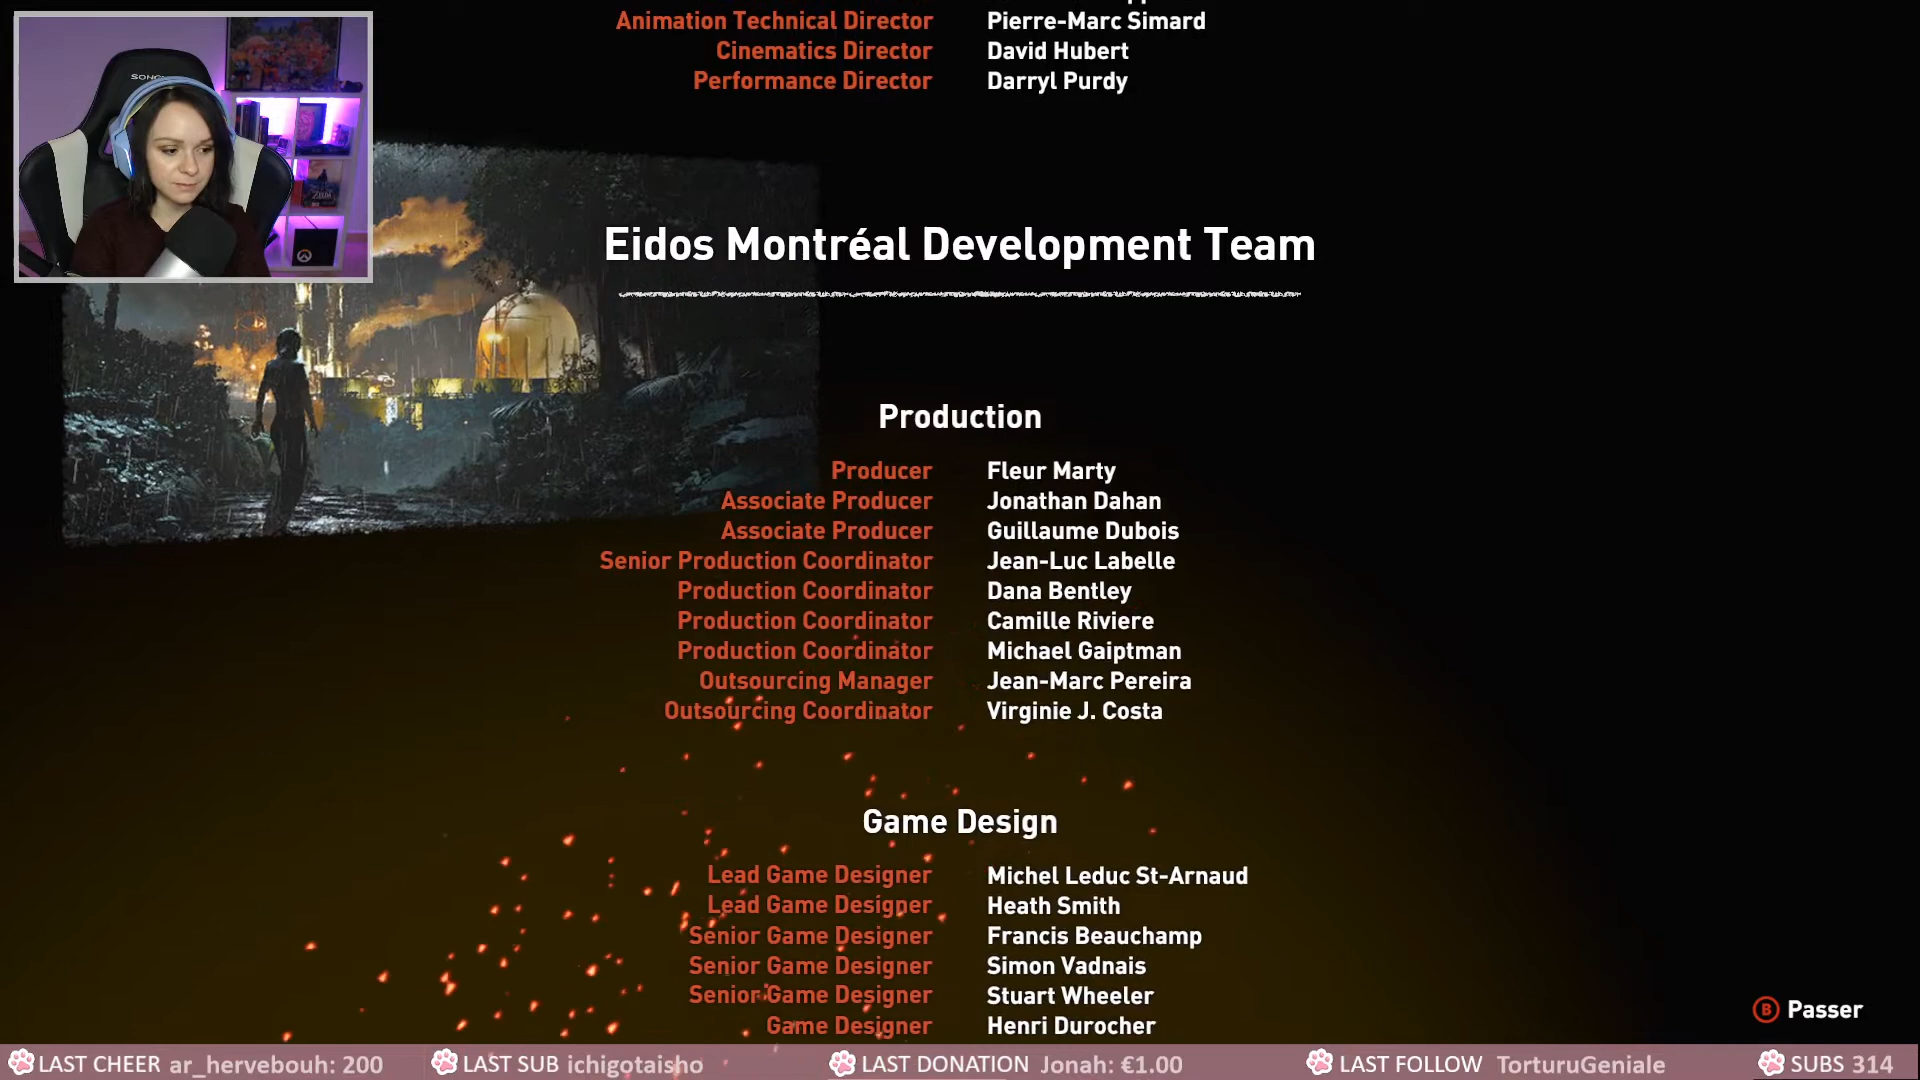 Animation Technical Director Pierre-Marc Simard
Cinematics Director David Hubert
Performance Director Darryl Purdy
Eidos Montréal Development Team
Production
Producer Fleur Marty
Associate Producer Jonathan Dahan
Associate Producer Guillaume Dubois
Senior Production Coordinator Jean-Luc Labelle
Production Coordinator Dana Bentley
Production Coordinator Camille Riviere
Production Coordinator Michael Gaiptman
Outsourcing Manager Jean-Marc Pereira
Outsourcing Coordinator Virginie J. Costa
Game Design
Lead Game Designer Michel Leduc St-Arnaud
Lead Game Designer Heath Smith
Senior Game Designer Francis Beauchamp
Senior Game Designer Simon Vadnais
Senior Game Designer Stuart Wheeler
Game Designer Henri Durocher
B Passer
LAST CHEER ar_hervebouh: 200 LAST SUB ichigotaisho LAST DONATION Jonah: €1.00 LAST FOLLOW TorturuGeniale SUBS 314